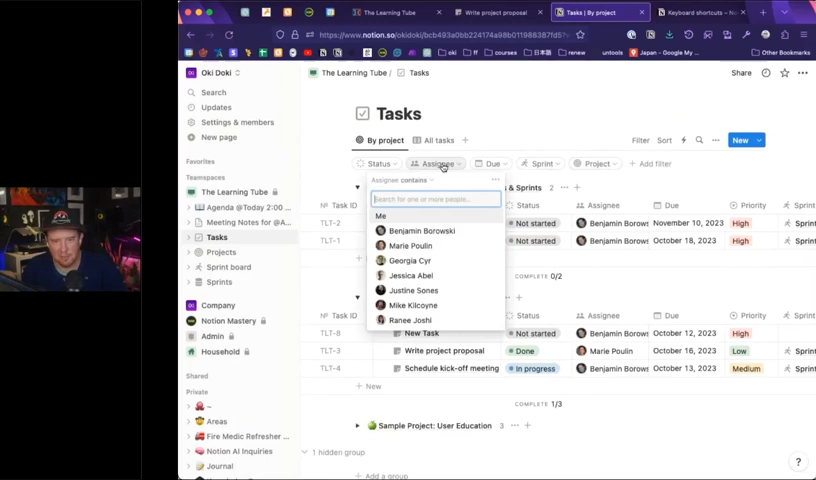 The Learning Tube
Write project proposal
Tasks | By project
Keyboard shortcuts – No
https://www.notion.so/okidoki/bcb493a0bb224174a98b011988387fd5?
oki
ff
courses
日本語
renew
untools
Japan - Google My ...
Other Bookmarks
Oki Doki
The Learning Tube / Tasks
Share
Search
Updates
Settings & members
New page
Favorites
Teamspaces
The Learning Tube
Agenda @Today 2:00 ...
Meeting Notes for @A...
Tasks
Projects
Sprint board
Sprints
Company
Notion Mastery
Admin
Household
Shared
Private
~
Areas
Fire Medic Refresher ...
Notion AI Inquiries
Journal
Tasks
By project
All tasks
Filter
Sort
New
Status
Assignee
Due
Sprint
Project
Add filter
Assignee contains
Search for one or more people...
Me
Benjamin Borowski
Marie Poulin
Georgia Cyr
Jessica Abel
Justine Sones
Mike Kilcoyne
Ranee Joshi
& Sprints 2
Task ID
Status
Assignee
Due
Priority
Sprint
TLT-2
Not started
Benjamin Borows
November 10, 2023
High
TLT-1
Not started
Benjamin Borows
October 18, 2023
High
COMPLETE 0/2
Task ID
Status
Assignee
Due
Priority
Sprint
TLT-8
New Task
Not started
Benjamin Borows
October 12, 2023
High
TLT-3
Write project proposal
Done
Marie Poulin
October 16, 2023
Low
Sprint
TLT-4
Schedule kick-off meeting
In progress
Benjamin Borows
October 13, 2023
Medium
Sprint
New
COMPLETE 1/3
Sample Project: User Education 3
1 hidden group
Add a group